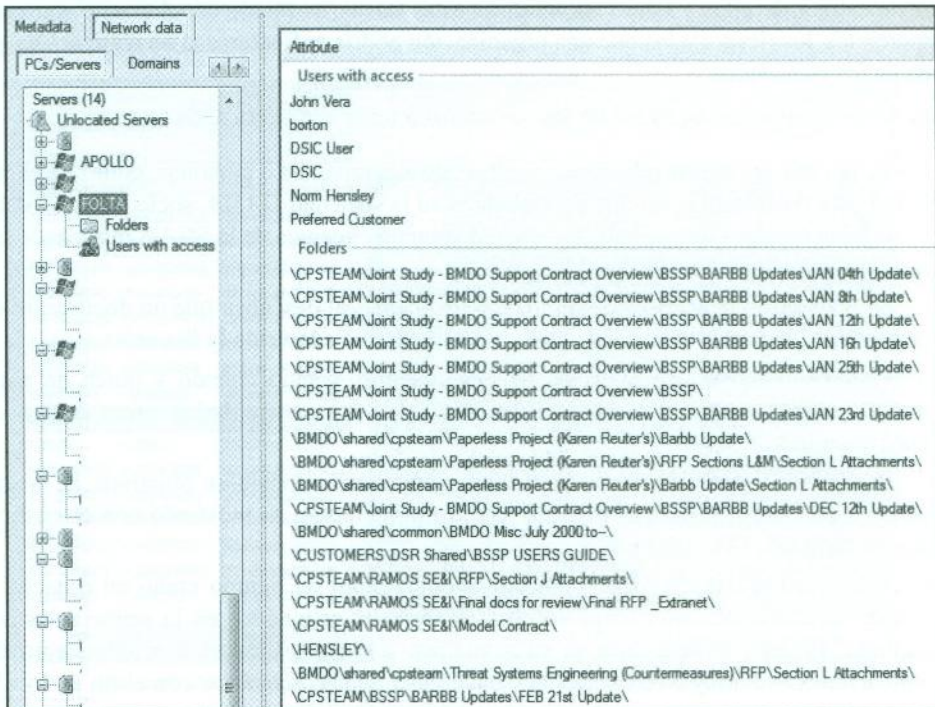 Metadata
Network data
PCs/Servers
Domains
Servers (14)
Unlocated Servers
APOLLO
FOLTA
Folders
Users with access
Attribute
Users with access
John Vera
borton
DSIC User
DSIC
Norm Hensley
Preferred Customer
Folders
\CPSTEAM\Joint Study - BMDO Support Contract Overview\BSSP\BARBB Updates\JAN 04th Update\
\CPSTEAM\Joint Study - BMDO Support Contract Overview\BSSP\BARBB Updates\JAN 8th Update\
\CPSTEAM\Joint Study - BMDO Support Contract Overview\BSSP\BARBB Updates\JAN 12th Update\
\CPSTEAM\Joint Study - BMDO Support Contract Overview\BSSP\BARBB Updates\JAN 16h Update\
\CPSTEAM\Joint Study - BMDO Support Contract Overview\BSSP\BARBB Updates\JAN 25th Update\
\CPSTEAM\Joint Study - BMDO Support Contract Overview\BSSP\
\CPSTEAM\Joint Study - BMDO Support Contract Overview\BSSP\BARBB Updates\JAN 23rd Update\
\BMDO\shared\cpsteam\Paperless Project (Karen Reuter's)\Barbb Update\
\BMDO\shared\cpsteam\Paperless Project (Karen Reuter's)\RFP Sections L&M\Section L Attachments\
\BMDO\shared\cpsteam\Paperless Project (Karen Reuter's)\Barbb Update\Section L Attachments\
\CPSTEAM\Joint Study - BMDO Support Contract Overview\BSSP\BARBB Updates\DEC 12th Update\
\BMDO\shared\common\BMDO Misc July 2000 to--\
\CUSTOMERS\DSR Shared\BSSP USERS GUIDE\
\CPSTEAM\RAMOS SE&I\RFP\Section J Attachments\
\CPSTEAM\RAMOS SE&I\Final docs for review\Final RFP _Extranet\
\CPSTEAM\RAMOS SE&I\Model Contract\
\HENSLEY\
\BMDO\shared\cpsteam\Threat Systems Engineering (Countermeasures)\RFP\Section L Attachments\
\CPSTEAM\BSSP\BARBB Updates\FEB 21st Update\